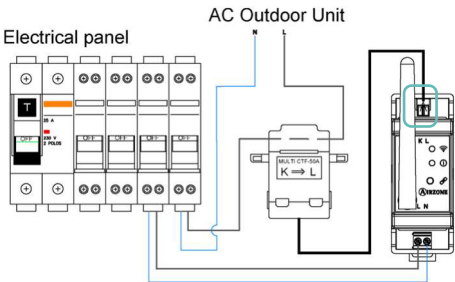 AC Outdoor Unit
Electrical panel
N L
T
25 A
230 V
2 POLOS
OFF OFF OFF OFF OFF
MULTI CTF-50A
K ⇒ L
K L
AIRZONE
L N